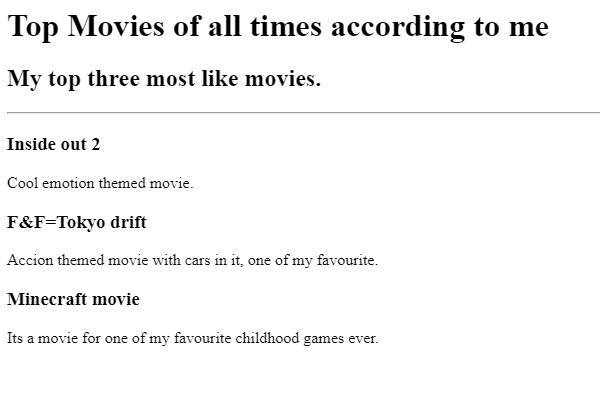 Top Movies of all times according to me
My top three most like movies.
Inside out 2
Cool emotion themed movie.
F&F=Tokyo drift
Accion themed movie with cars in it, one of my favourite.
Minecraft movie
Its a movie for one of my favourite childhood games ever.